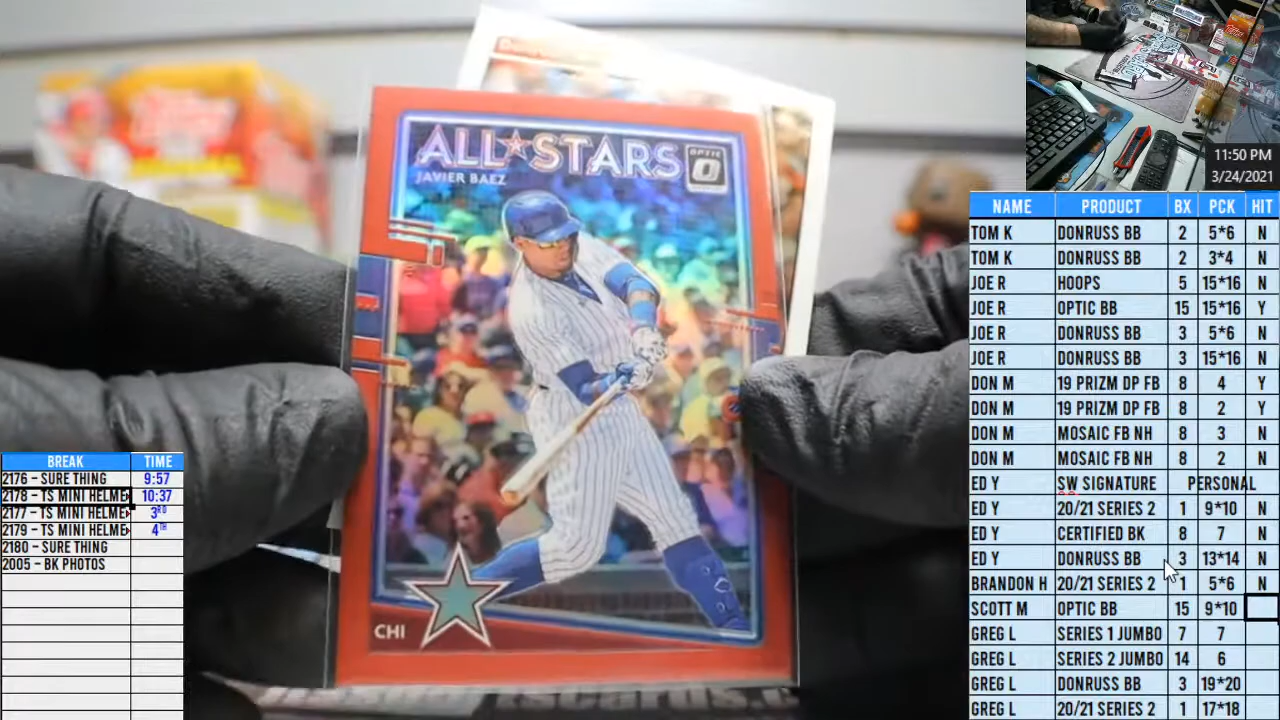 ALL★STARS
OPTIC
JAVIER BAEZ
CHI
11:50 PM
3/24/2021
NAME PRODUCT BX PCK HIT
TOM K DONRUSS BB 2 5*6 N
TOM K DONRUSS BB 2 3*4 N
JOE R HOOPS 5 15*16 N
JOE R OPTIC BB 15 15*16 Y
JOE R DONRUSS BB 3 5*6 N
JOE R DONRUSS BB 3 15*16 N
DON M 19 PRIZM DP FB 8 4 Y
DON M 19 PRIZM DP FB 8 2 Y
DON M MOSAIC FB NH 8 3 N
DON M MOSAIC FB NH 8 2 N
ED Y SW SIGNATURE PERSONAL
ED Y 20/21 SERIES 2 1 9*10 N
ED Y CERTIFIED BK 8 7 N
ED Y DONRUSS BB 3 13*14 N
BRANDON H 20/21 SERIES 2 1 5*6 N
SCOTT M OPTIC BB 15 9*10
GREG L SERIES 1 JUMBO 7 7
GREG L SERIES 2 JUMBO 14 6
GREG L DONRUSS BB 3 19*20
GREG L 20/21 SERIES 2 1 17*18
BREAK TIME
2176 – SURE THING 9:57
2178 – TS MINI HELME 10:37
2177 – TS MINI HELME 3RD
2179 – TS MINI HELME 4TH
2180 – SURE THING
2005 – BK PHOTOS